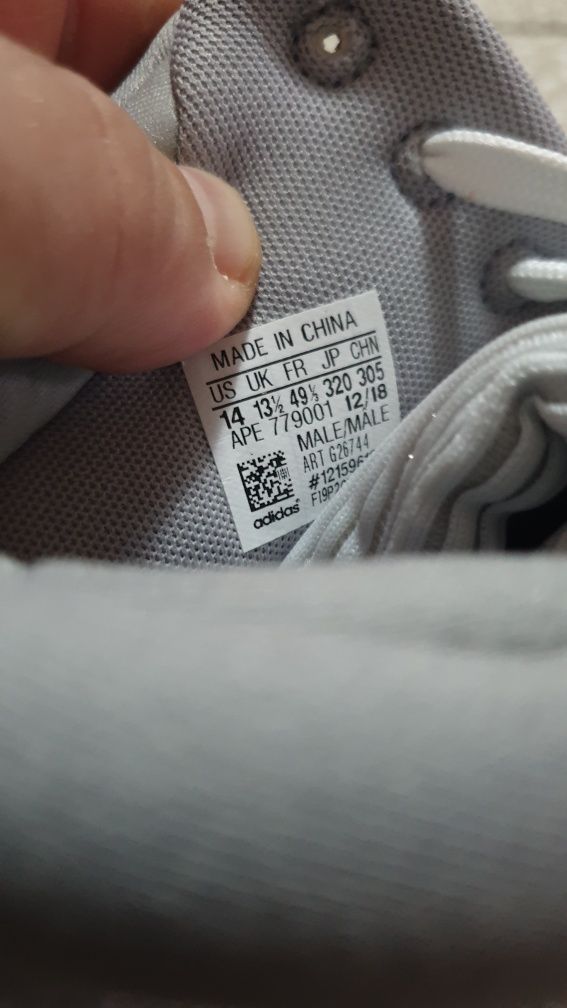 MADE IN CHINA
US UK FR JP CHN
14 13½ 49⅓ 320 305
APE 779001 12/18
MALE/MALE
ART G26744
adidas